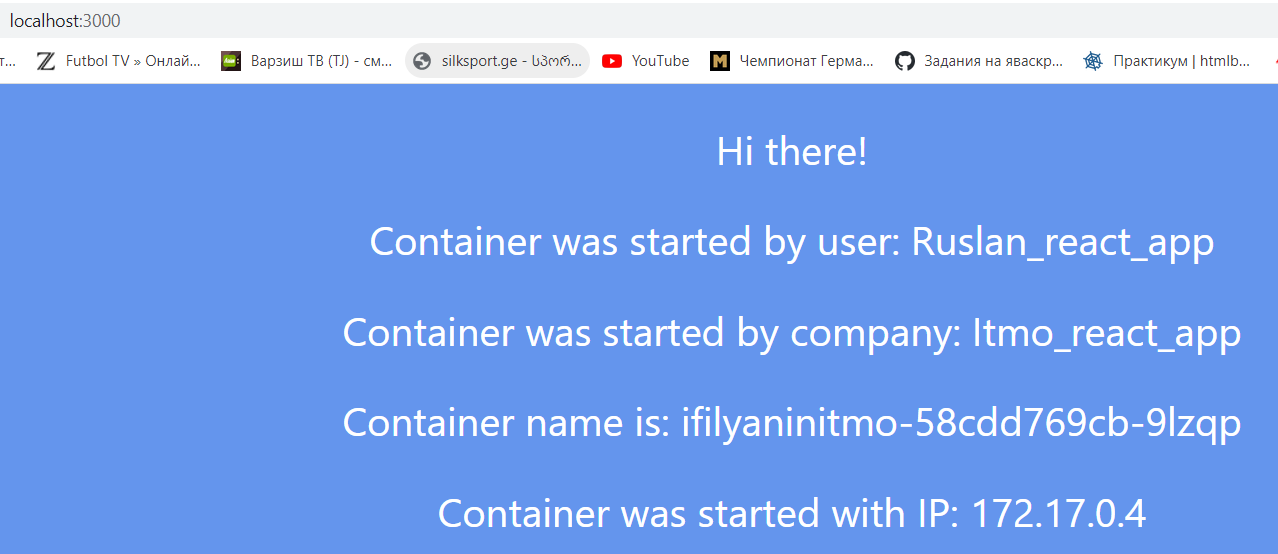 localhost:3000
т... Futbol TV » Онлай... Варзиш ТВ (TJ) - см... silksport.ge - სპორ... YouTube Чемпионат Герма... Задания на яваскр... Практикум | htmlb...
Hi there!
Container was started by user: Ruslan_react_app
Container was started by company: Itmo_react_app
Container name is: ifilyaninitmo-58cdd769cb-9lzqp
Container was started with IP: 172.17.0.4